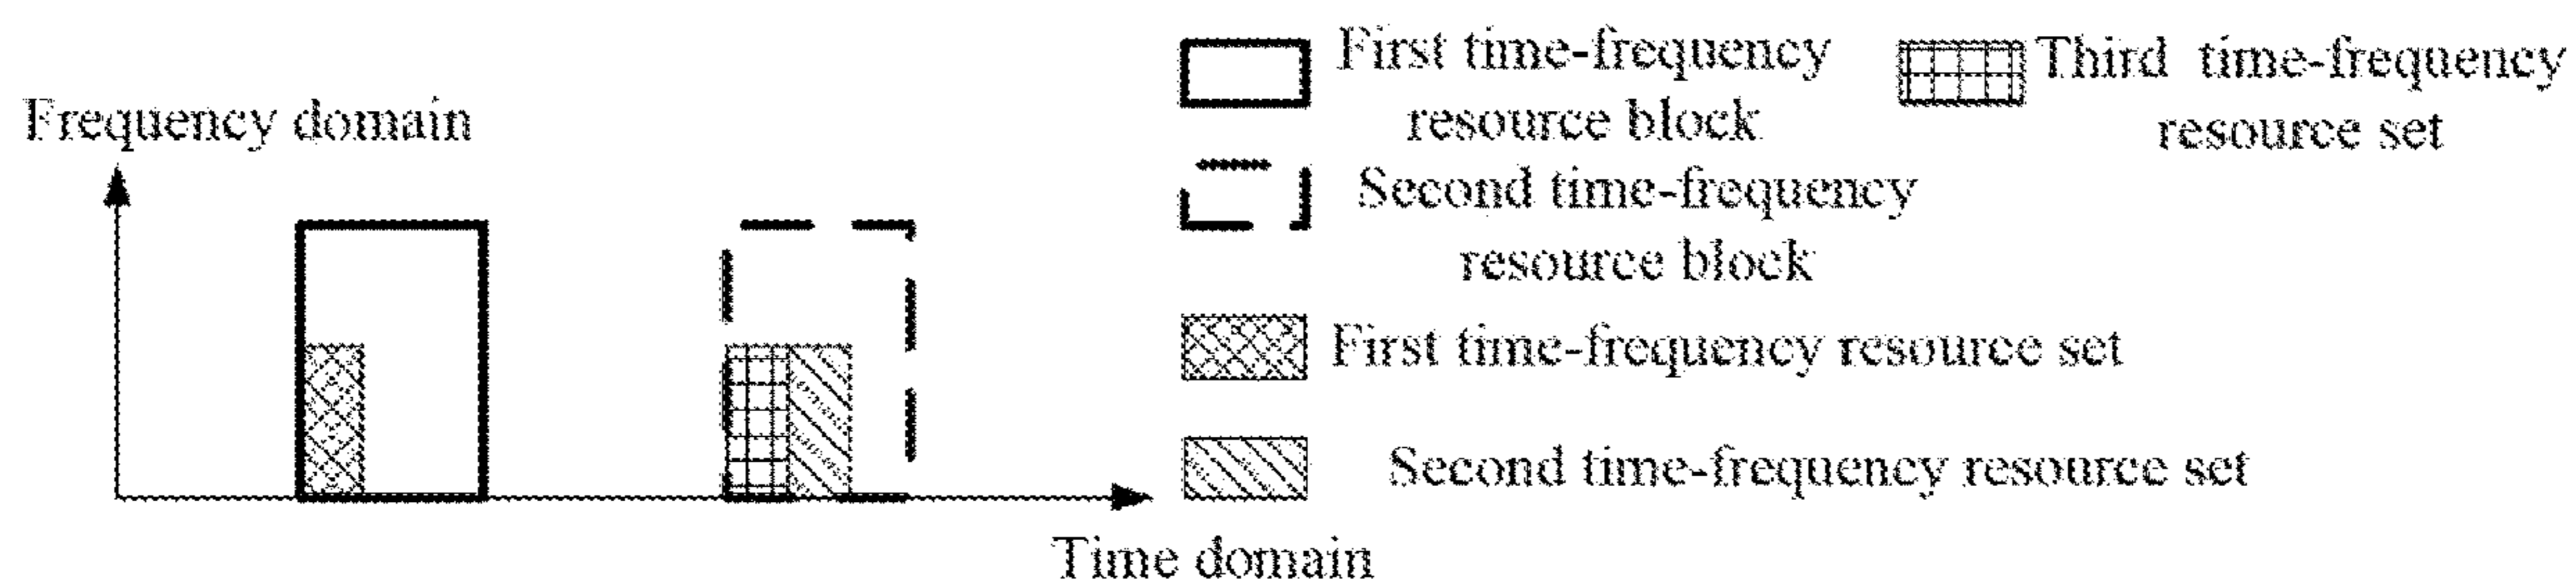 Frequency domain
Time domain
First time-frequency
resource block
Second time-frequency
resource block
First time-frequency resource set
Second time-frequency resource set
Third time-frequency
resource set